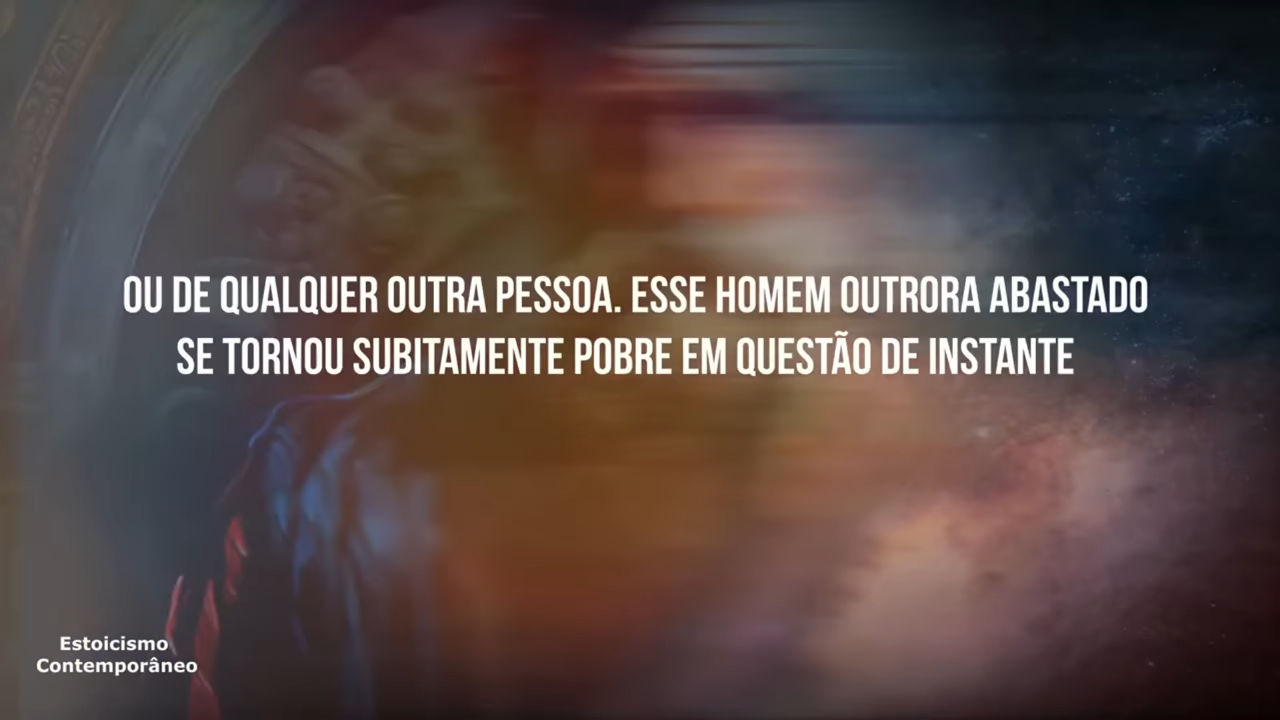 OU DE QUALQUER OUTRA PESSOA. ESSE HOMEM OUTRORA ABASTADO
SE TORNOU SUBITAMENTE POBRE EM QUESTÃO DE INSTANTE
Estoicismo
Contemporâneo